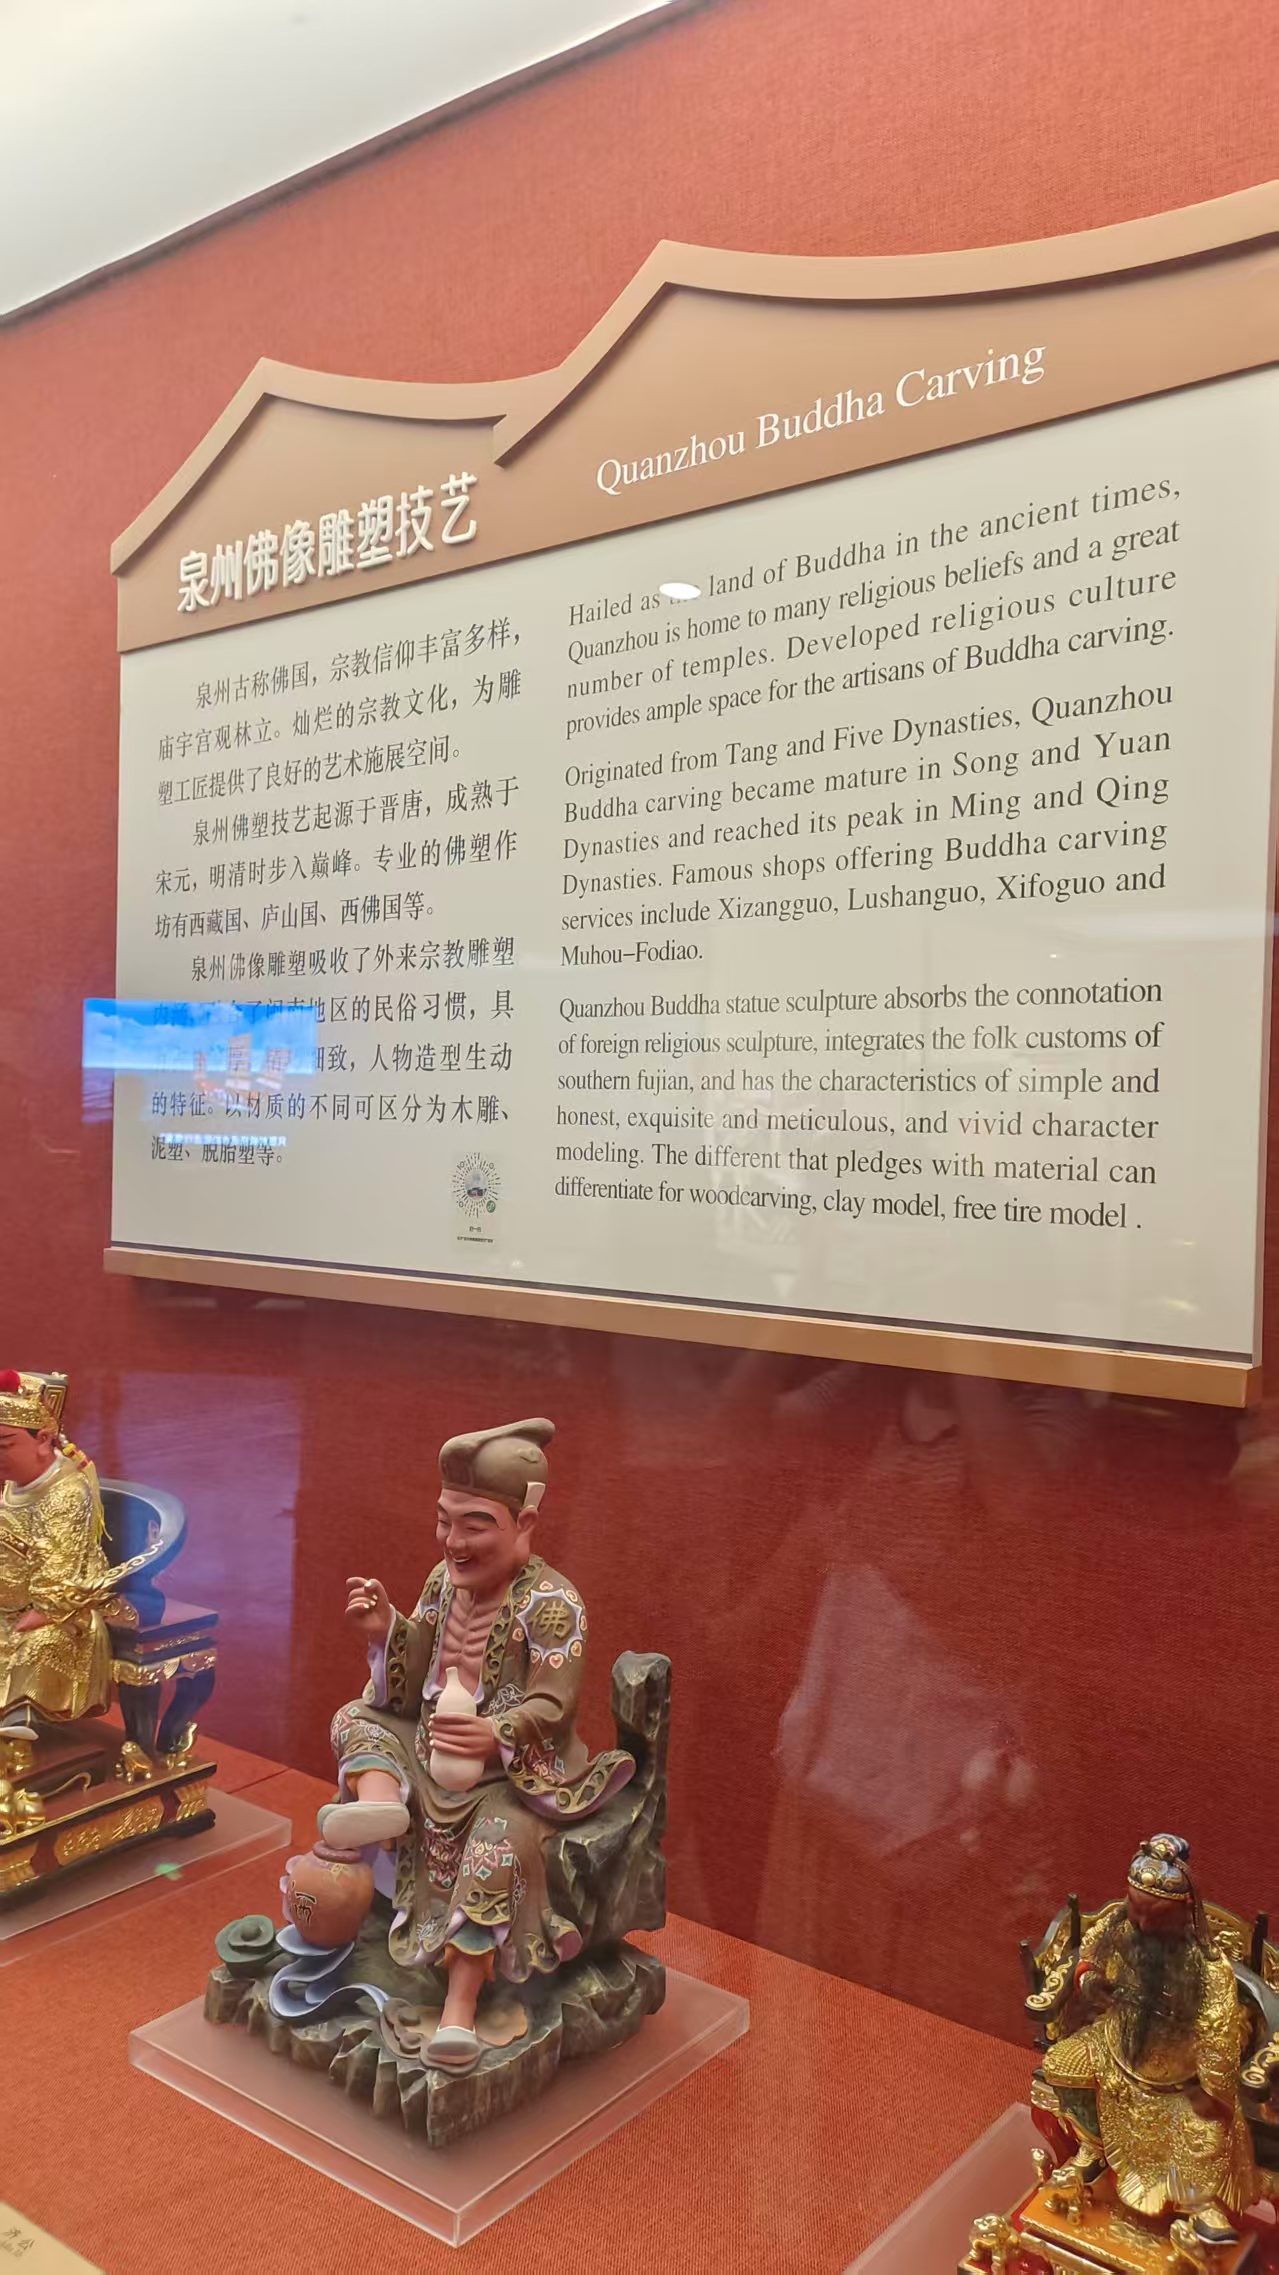 泉州佛像雕塑技艺
Quanzhou Buddha Carving
泉州古称佛国，宗教信仰丰富多样，
庙宇宫观林立。灿烂的宗教文化，为雕
塑工匠提供了良好的艺术施展空间。
泉州佛塑技艺起源于晋唐，成熟于
宋元，明清时步入巅峰。专业的佛塑作
坊有西藏国、庐山国、西佛国等。
泉州佛像雕塑吸收了外来宗教雕塑
了闽南地区的民俗习惯，具
细致，人物造型生动
的特征。以材质的不同可区分为木雕、
泥塑、脱胎塑等。
Hailed as land of Buddha in the ancient times,
Quanzhou is home to many religious beliefs and a great
number of temples. Developed religious culture
provides ample space for the artisans of Buddha carving.
Originated from Tang and Five Dynasties, Quanzhou
Buddha carving became mature in Song and Yuan
Dynasties and reached its peak in Ming and Qing
Dynasties. Famous shops offering Buddha carving
services include Xizangguo, Lushanguo, Xifoguo and
Muhou-Fodiao.
Quanzhou Buddha statue sculpture absorbs the connotation
of foreign religious sculpture, integrates the folk customs of
southern fujian, and has the characteristics of simple and
honest, exquisite and meticulous, and vivid character
modeling. The different that pledges with material can
differentiate for woodcarving, clay model, free tire model .
佛
酒
济公